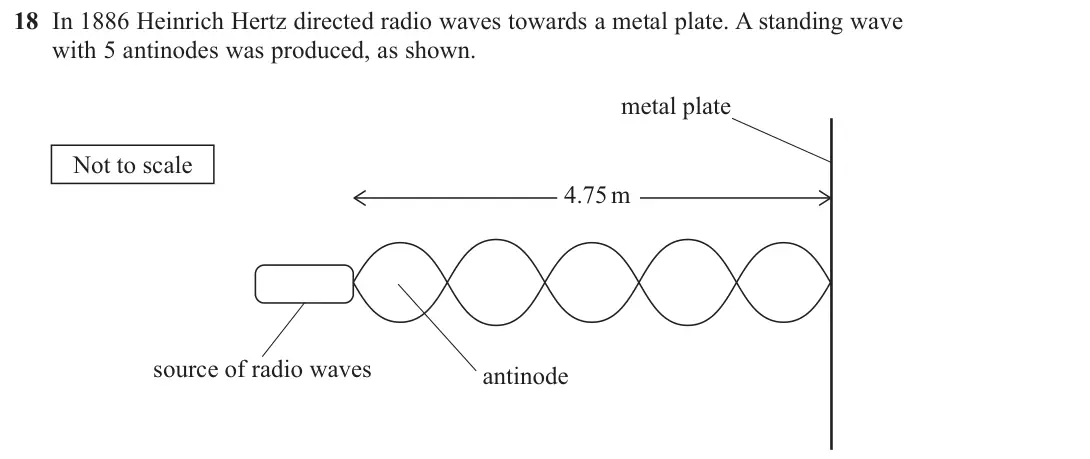 18 In 1886 Heinrich Hertz directed radio waves towards a metal plate. A standing wave
with 5 antinodes was produced, as shown.
metal plate
Not to scale
4.75 m
source of radio waves
antinode